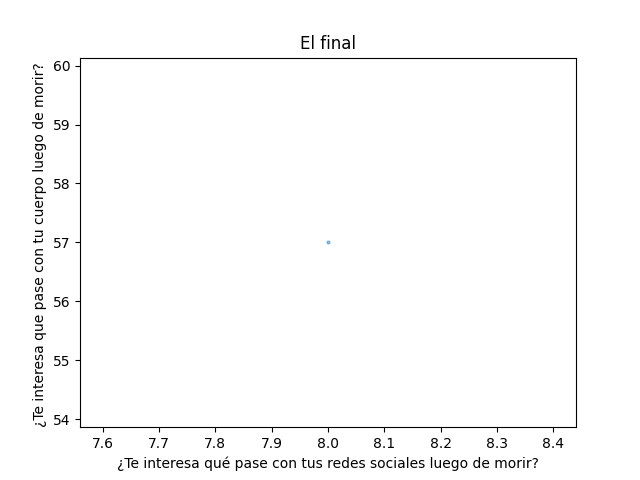 El final
¿Te interesa que pase con tu cuerpo luego de morir?
60
59
58
57
56
55
54
7.6 7.7 7.8 7.9 8.0 8.1 8.2 8.3 8.4
¿Te interesa qué pase con tus redes sociales luego de morir?